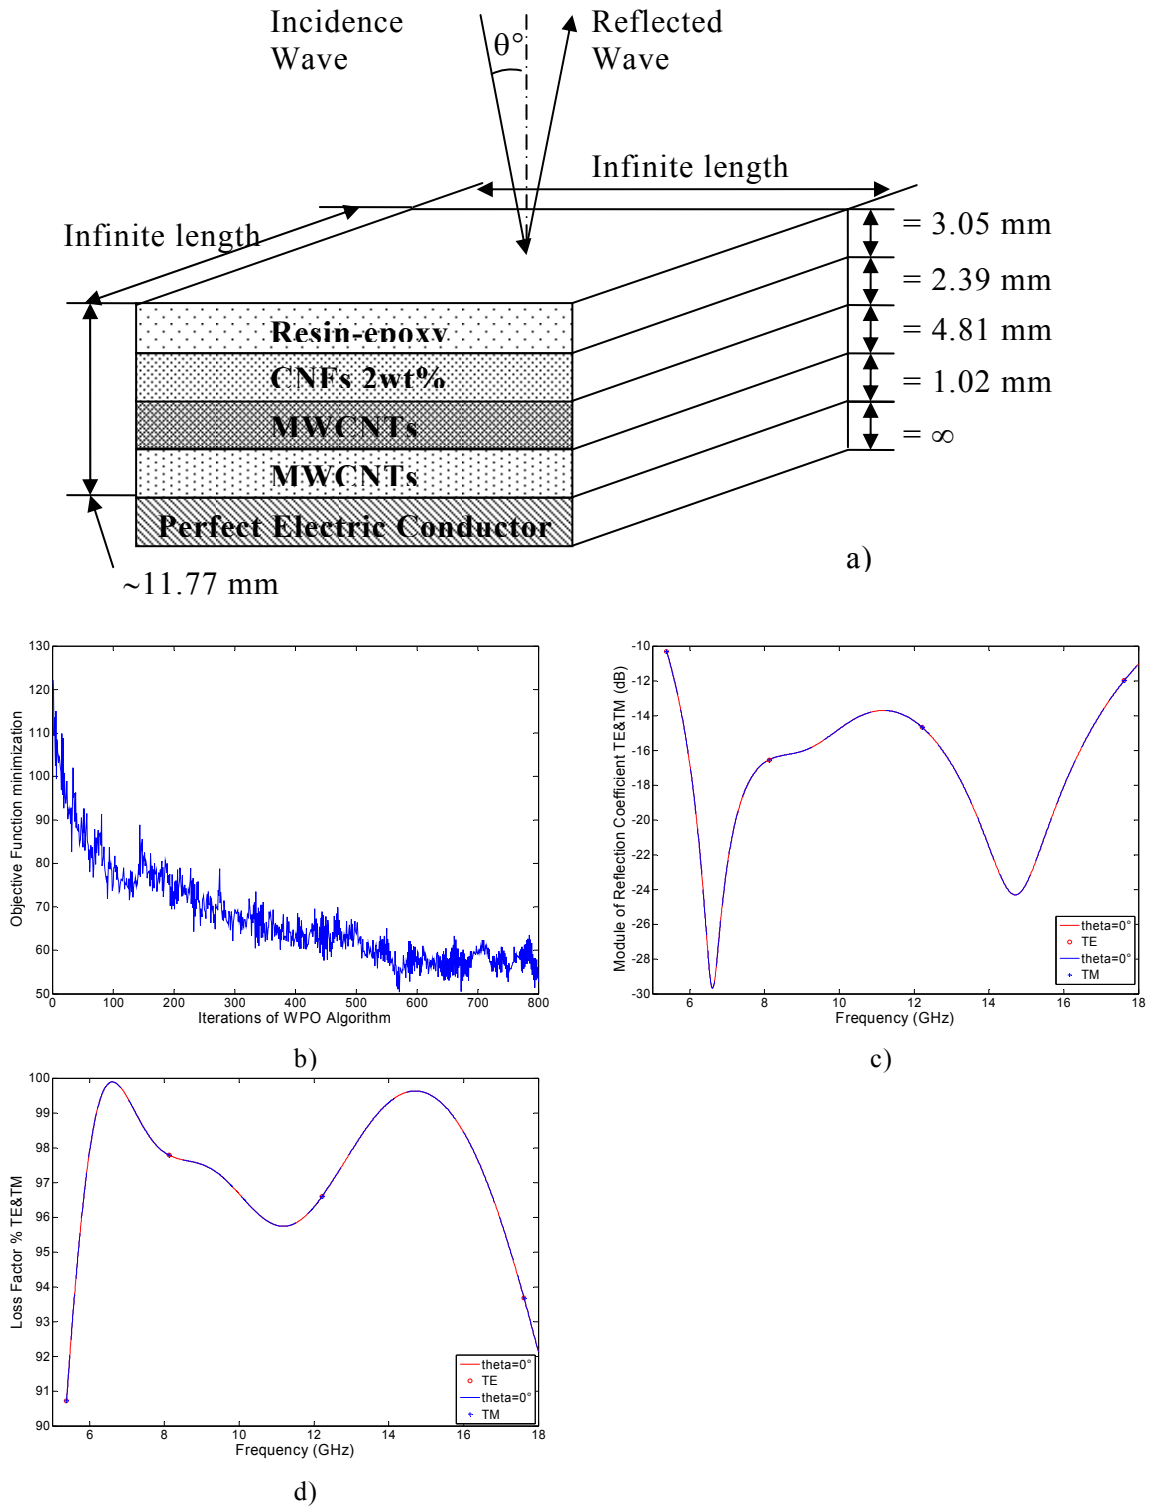 Incidence
Wave
θ°
Reflected
Wave
Infinite length
Infinite length
= 3.05 mm
= 2.39 mm
= 4.81 mm
= 1.02 mm
= ∞
Resin-epoxy
CNFs 2wt%
MWCNTs
MWCNTs
Perfect Electric Conductor
~11.77 mm
a)
Objective Function minimization
130
120
110
100
90
80
70
60
50
0 100 200 300 400 500 600 700 800
Iterations of WPO Algorithm
b)
Module of Reflection Coefficient TE&TM (dB)
-10
-12
-14
-16
-18
-20
-22
-24
-26
-28
-30
6 8 10 12 14 16 18
Frequency (GHz)
theta=0°
TE
theta=0°
TM
c)
Loss Factor % TE&TM
100
99
98
97
96
95
94
93
92
91
90
6 8 10 12 14 16 18
Frequency (GHz)
theta=0°
TE
theta=0°
TM
d)